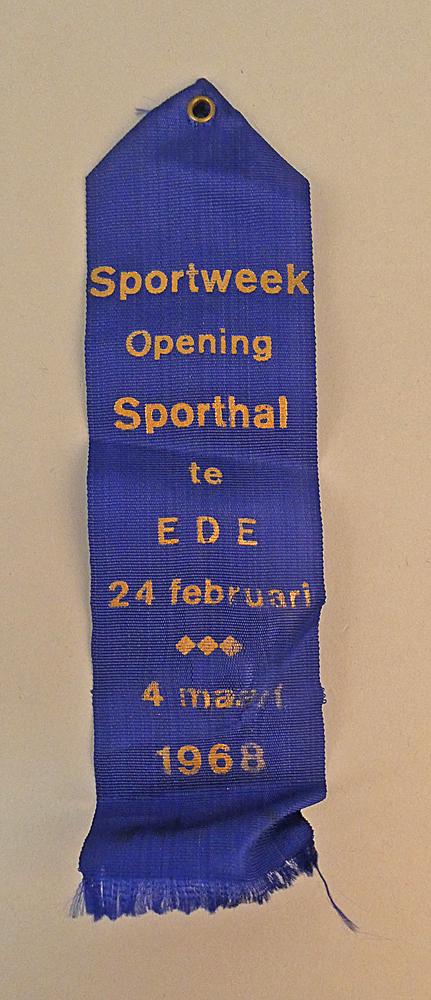 Sportweek
Opening
Sporthal
te
EDE
24 februari
4 maart
1968